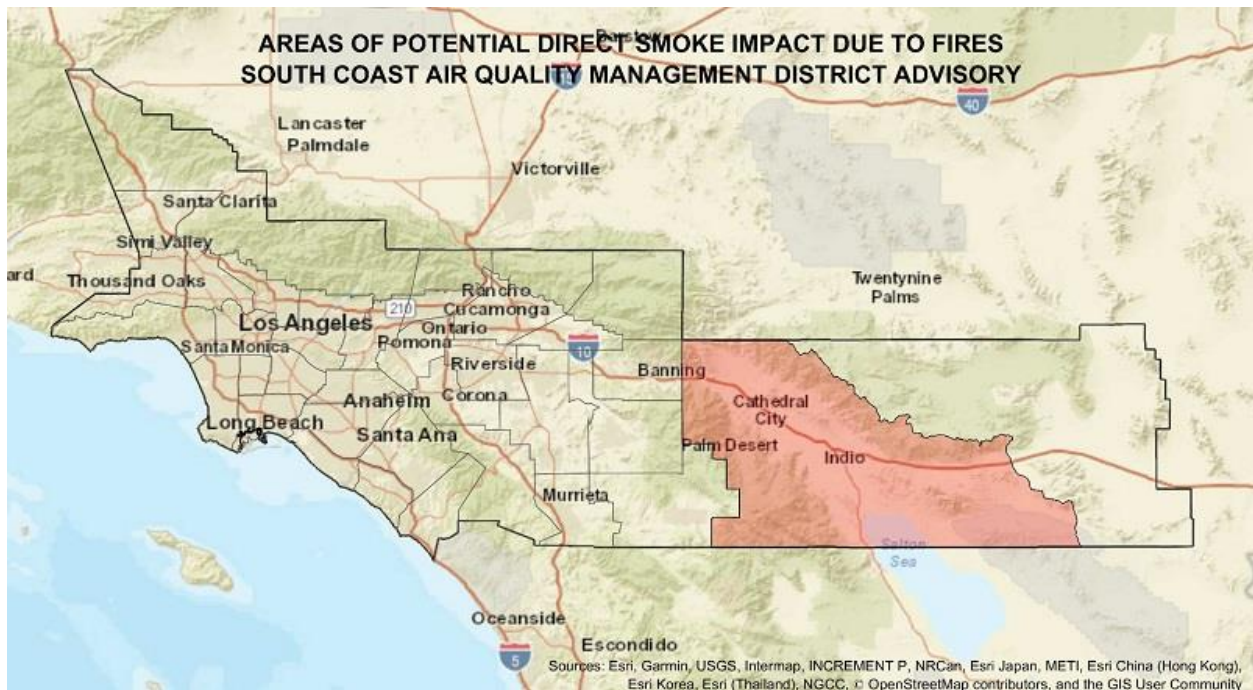 AREAS OF POTENTIAL DIRECT SMOKE IMPACT DUE TO FIRES
Barstow
SOUTH COAST AIR QUALITY MANAGEMENT DISTRICT ADVISORY
15
40
Lancaster
Palmdale
Victorville
Santa Clarita
Simi Valley
ard
Thousand Oaks
Twentynine
Palms
Rancho
Cucamonga
210
Los Angeles
Ontario
Pomona
Santa Monica
10
Riverside
Banning
Corona
Anaheim
Cathedral
City
Long Beach
Santa Ana
Palm Desert
Indio
Murrieta
Salton
Sea
Oceanside
Escondido
5
Sources: Esri, Garmin, USGS, Intermap, INCREMENT P, NRCan, Esri Japan, METI, Esri China (Hong Kong),
Esri Korea, Esri (Thailand), NGCC, © OpenStreetMap contributors, and the GIS User Community